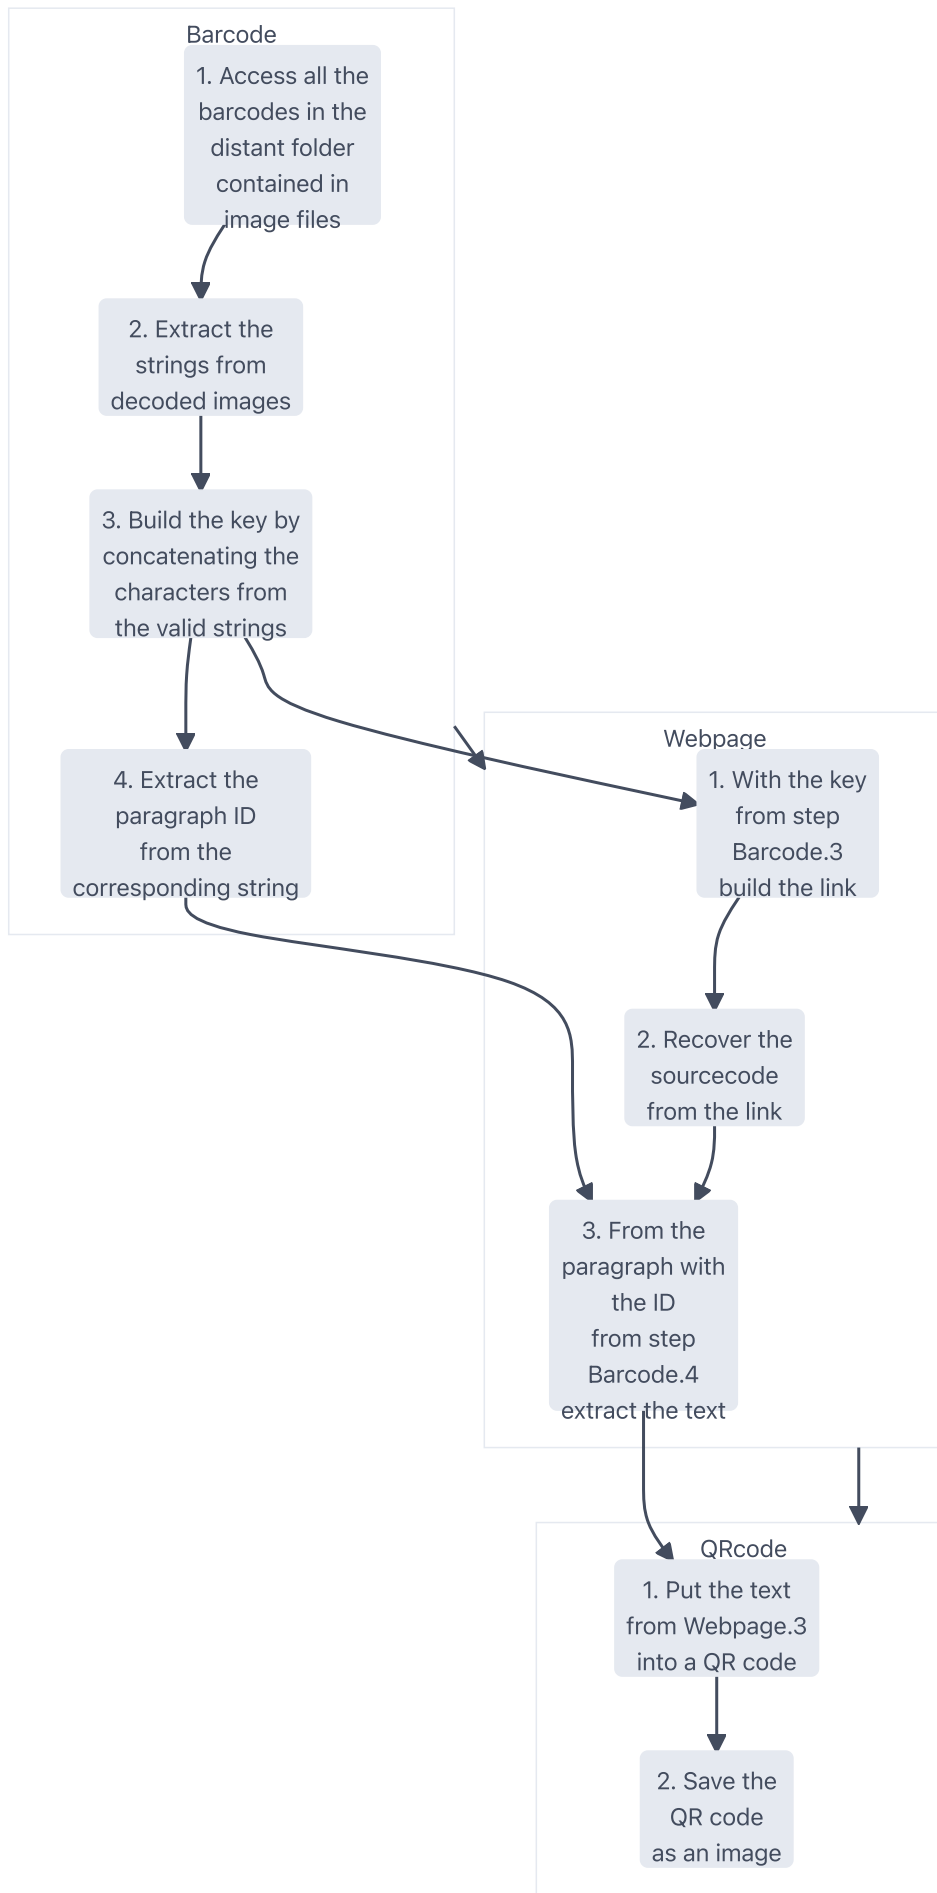 Barcode
1. Access all the
barcodes in the
distant folder
contained in
image files
2. Extract the
strings from
decoded images
3. Build the key by
concatenating the
characters from
the valid strings
4. Extract the
paragraph ID
from the
corresponding string
Webpage
1. With the key
from step
Barcode.3
build the link
2. Recover the
sourcecode
from the link
3. From the
paragraph with
the ID
from step
Barcode.4
extract the text
QRcode
1. Put the text
from Webpage.3
into a QR code
2. Save the
QR code
as an image